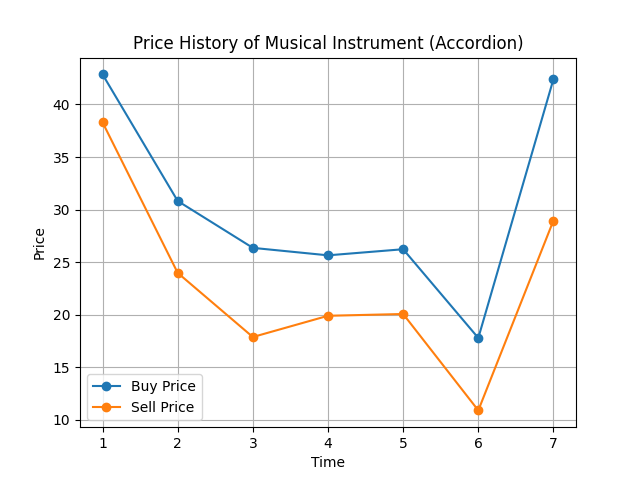 Price History of Musical Instrument (Accordion)
Price
40
35
30
25
20
15
10
Buy Price
Sell Price
1 2 3 4 5 6 7
Time